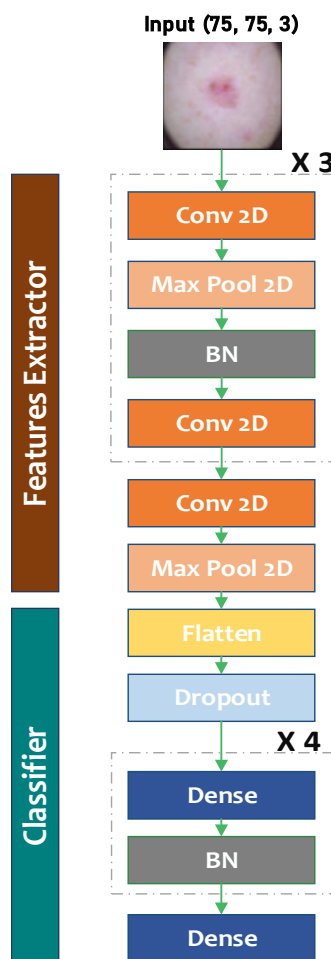 Input (75, 75, 3)
X 3
Features Extractor
Conv 2D
Max Pool 2D
BN
Conv 2D
Conv 2D
Max Pool 2D
Classifier
Flatten
Dropout
X 4
Dense
BN
Dense